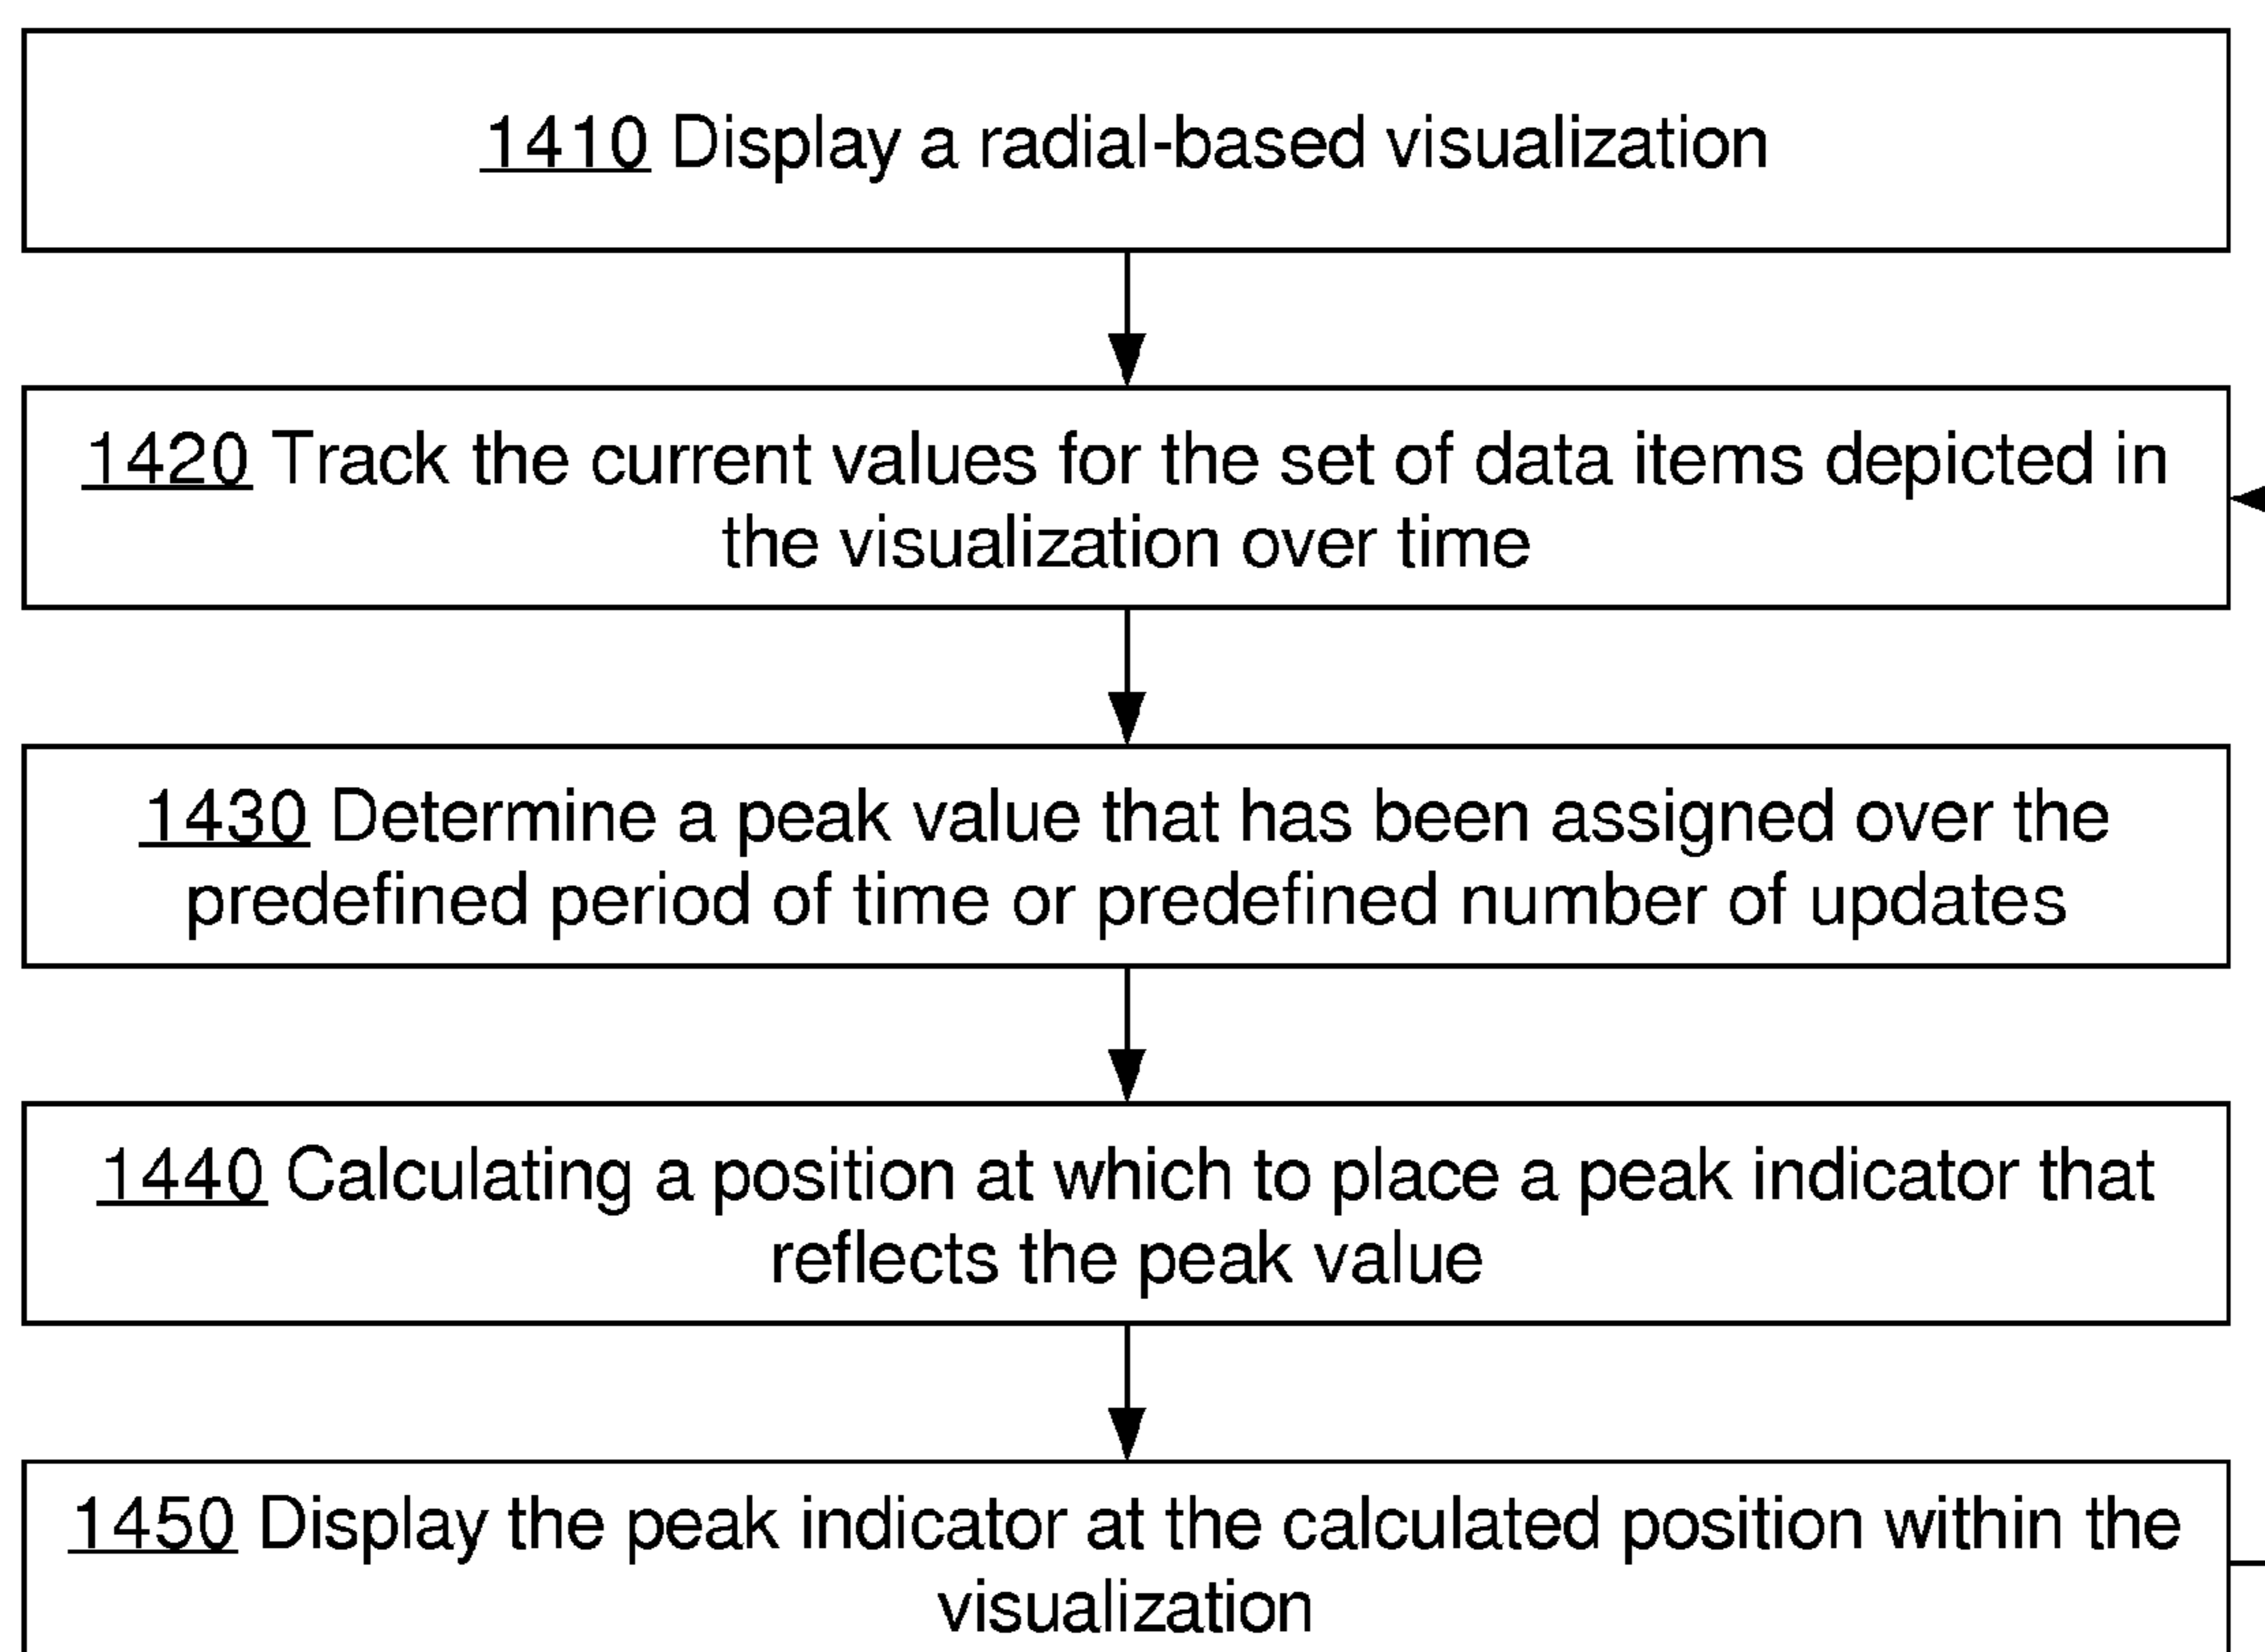 1410 Display a radial-based visualization
1420 Track the current values for the set of data items depicted in
the visualization over time
1430 Determine a peak value that has been assigned over the
predefined period of time or predefined number of updates
1440 Calculating a position at which to place a peak indicator that
reflects the peak value
1450 Display the peak indicator at the calculated position within the
visualization